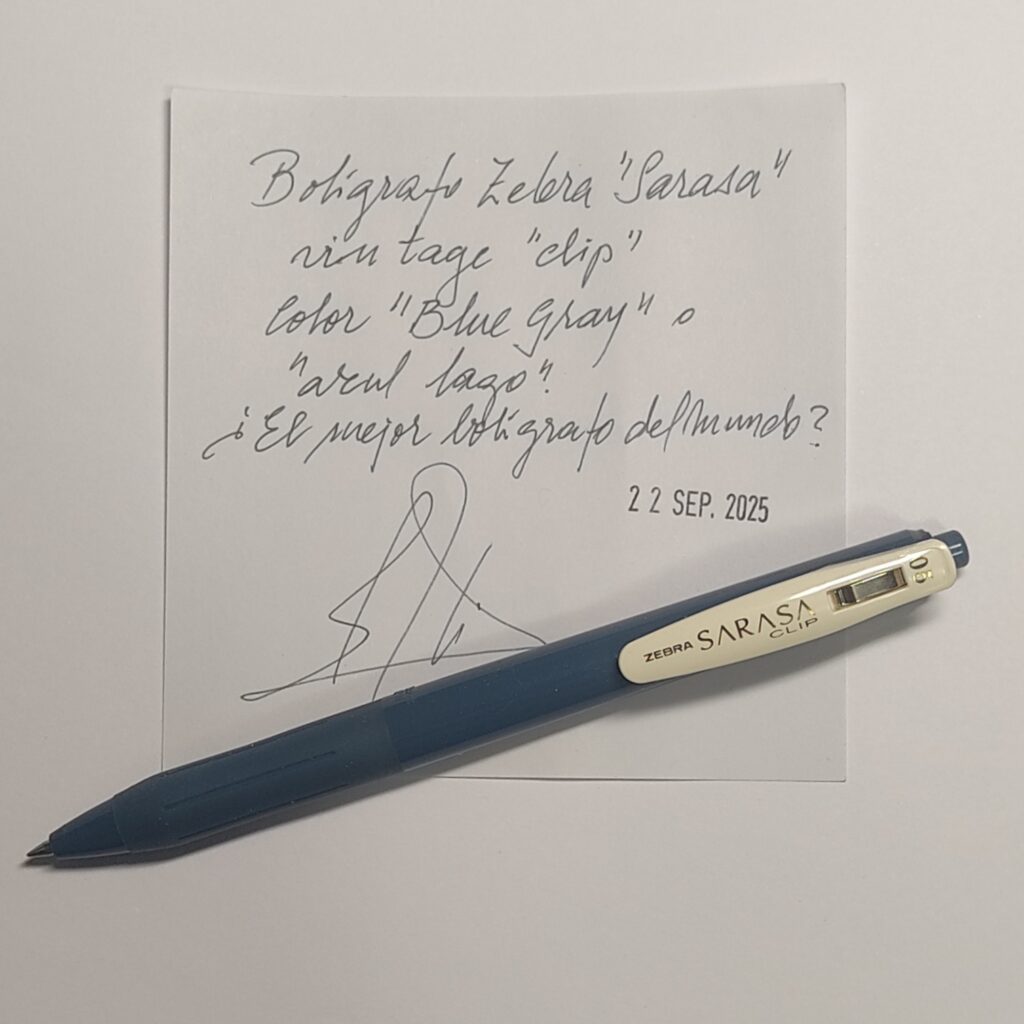 Bolígrafo Zebra "Sarasa"
vintage "clip"
Color "Blue Gray" o
"azul lago".
¿El mejor bolígrafo del mundo?
22 SEP. 2025
ZEBRA SARASA
CLIP
0.5